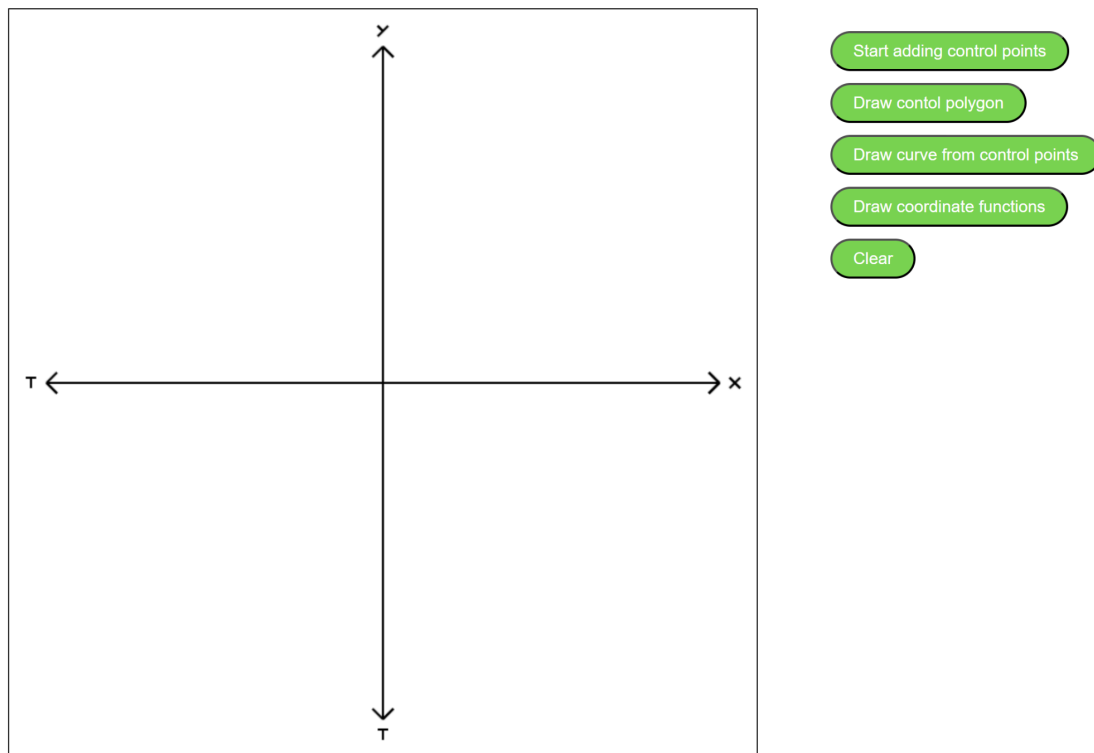 Y
T
X
T
Start adding control points
Draw contol polygon
Draw curve from control points
Draw coordinate functions
Clear